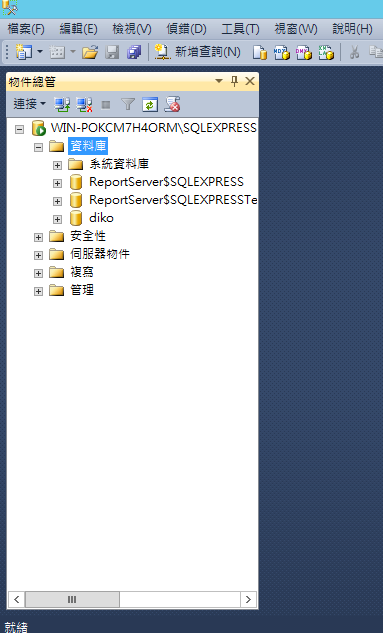 檔案(F) 編輯(E) 檢視(V) 偵錯(D) 工具(T) 視窗(W) 說明(H)
新增查詢(N)
物件總管
連接
WIN-POKCM7H4ORM\SQLEXPRESS
資料庫
系統資料庫
ReportServer$SQLEXPRESS
ReportServer$SQLEXPRESSTe
diko
安全性
伺服器物件
複寫
管理
就緒